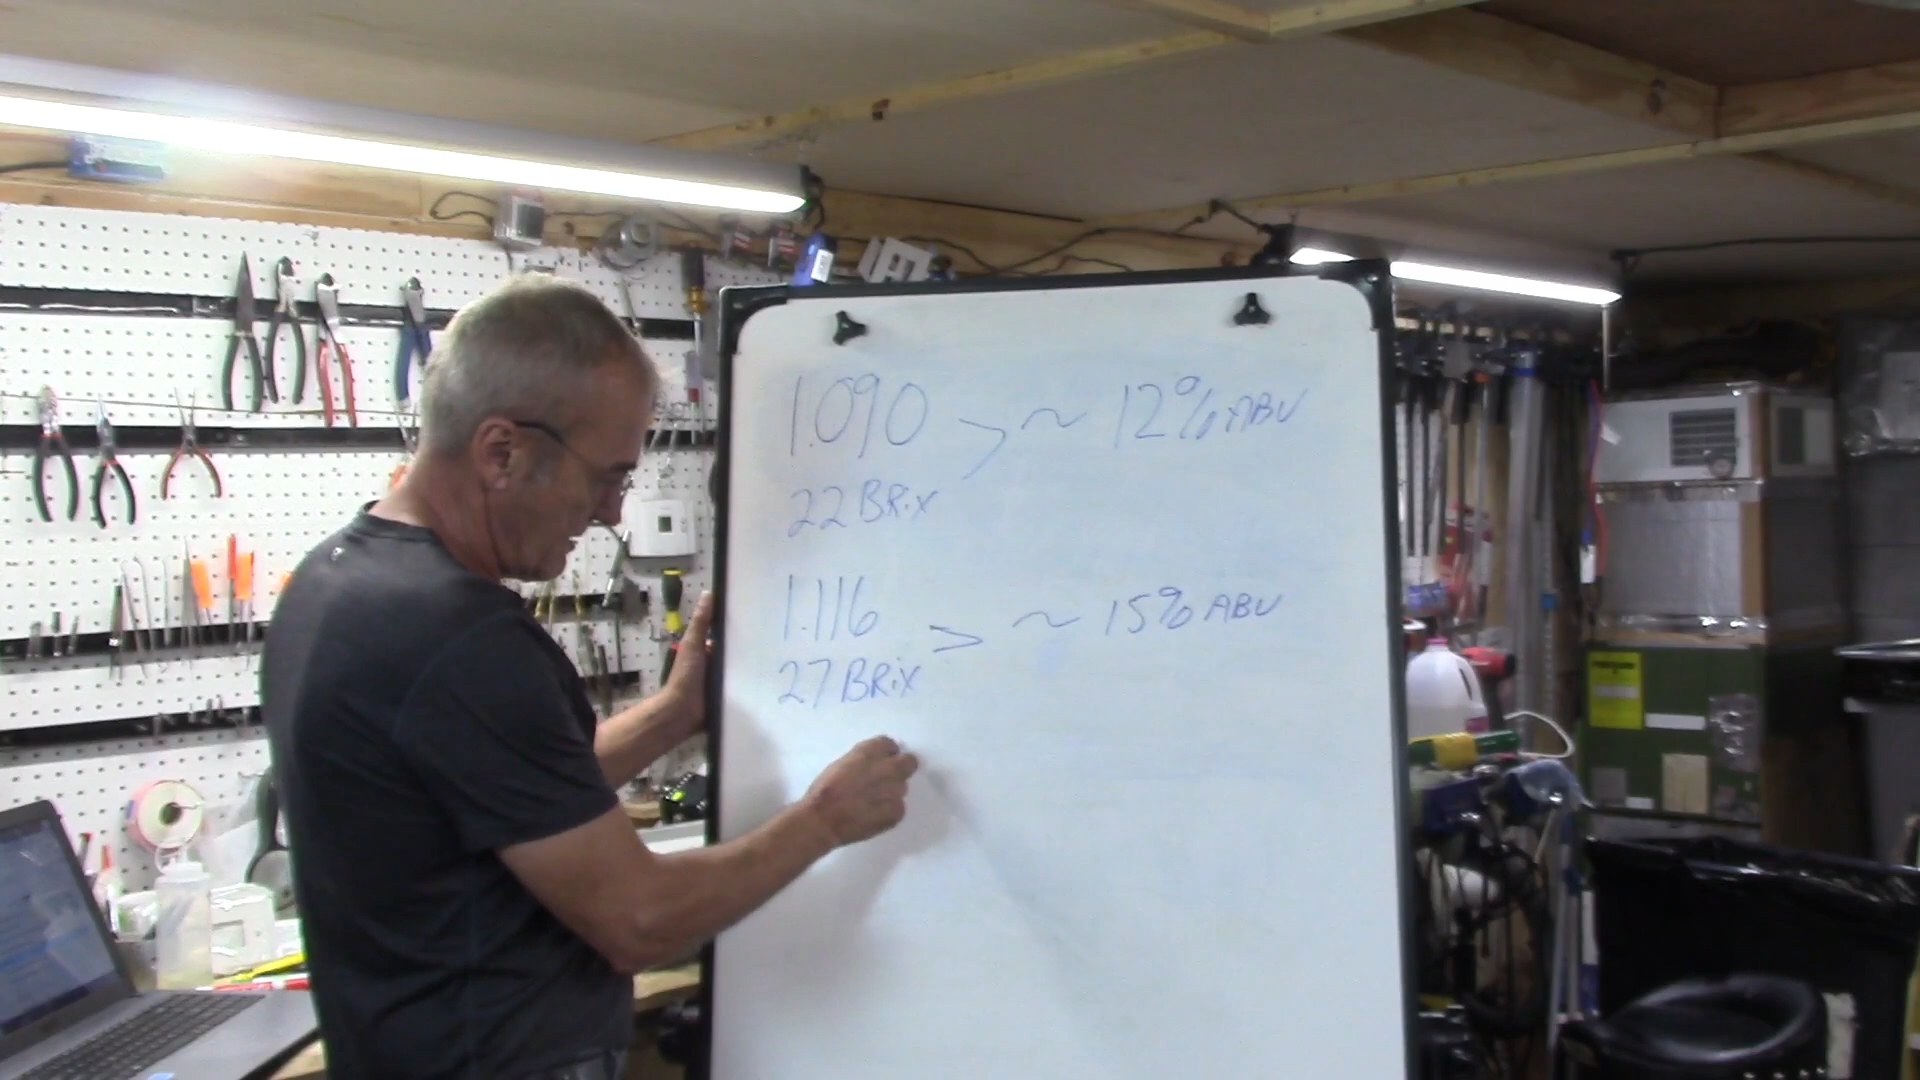 1.090 > ~ 12% ABV
22 BRix
1.116 > ~ 15% ABV
27 BRix